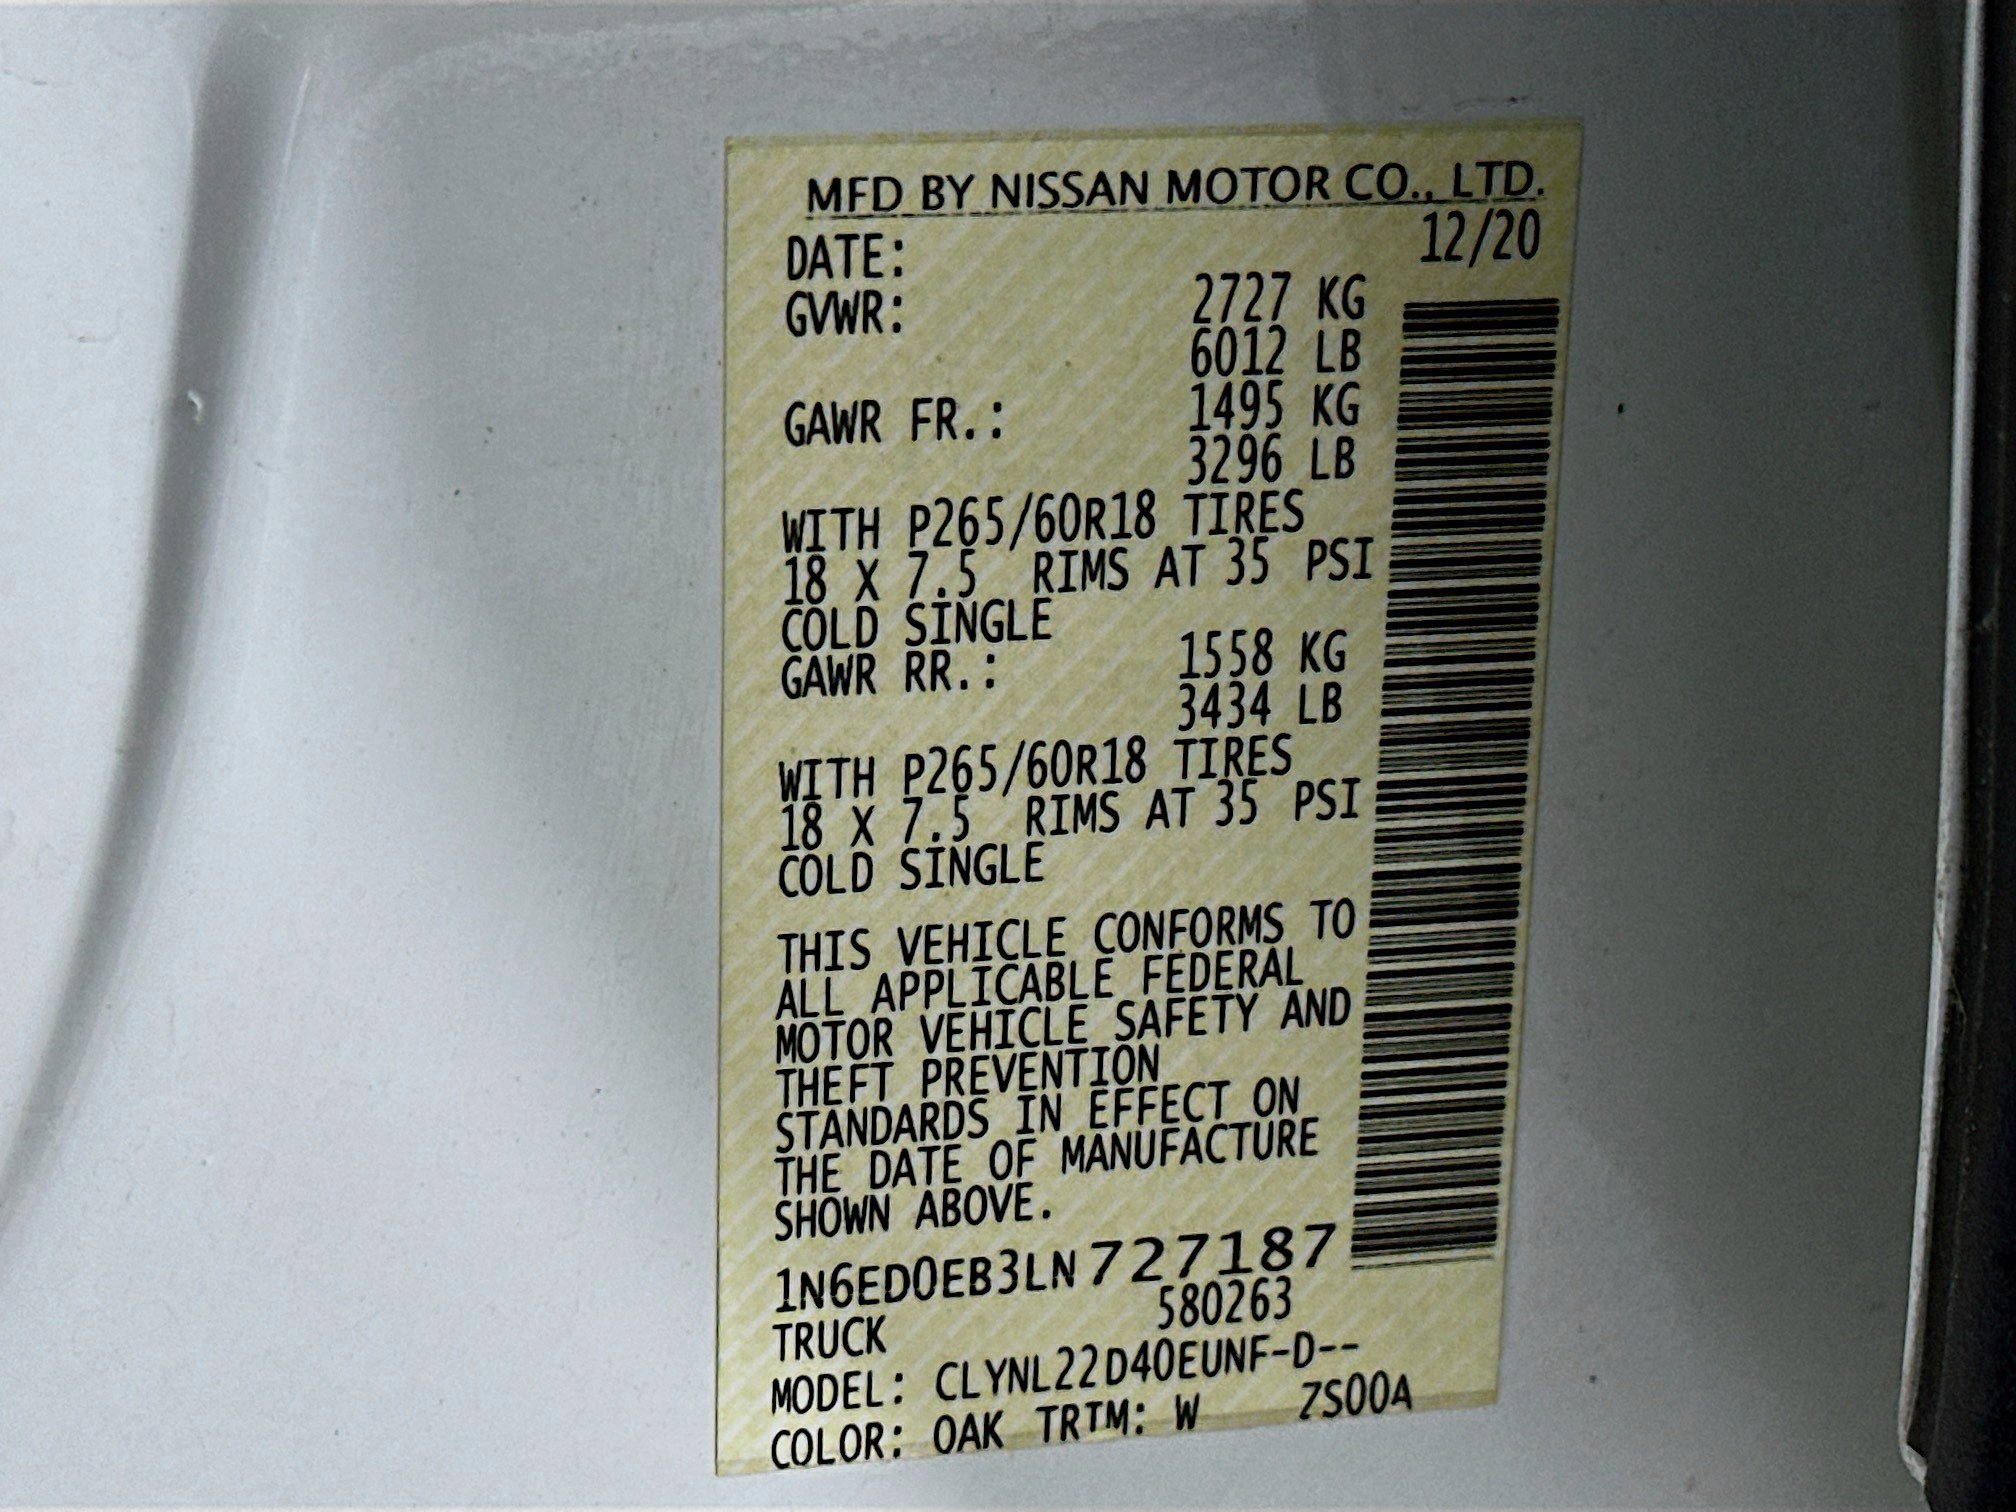 MFD BY NISSAN MOTOR CO., LTD.
DATE: 12/20
GVWR: 2727 KG
6012 LB
GAWR FR.: 1495 KG
3296 LB
WITH P265/60R18 TIRES
18 X 7.5 RIMS AT 35 PSI
COLD SINGLE
GAWR RR.: 1558 KG
3434 LB
WITH P265/60R18 TIRES
18 X 7.5 RIMS AT 35 PSI
COLD SINGLE
THIS VEHICLE CONFORMS TO
ALL APPLICABLE FEDERAL
MOTOR VEHICLE SAFETY AND
THEFT PREVENTION
STANDARDS IN EFFECT ON
THE DATE OF MANUFACTURE
SHOWN ABOVE.
1N6ED0EB3LN727187
580263
TRUCK
MODEL: CLYNL22D40EUNF-D--
COLOR: QAK TRTM: W ZS00A